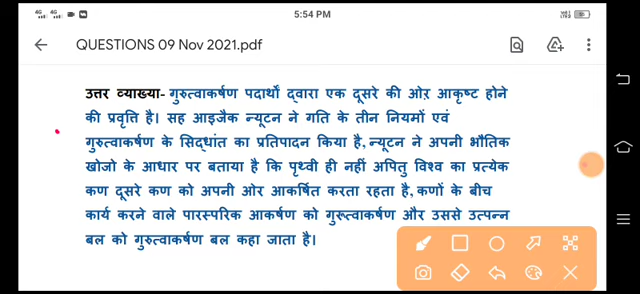 4G 4G 5:54 PM
QUESTIONS 09 Nov 2021.pdf
उत्तर व्याख्या- गुरुत्वाकर्षण पदार्थों द्वारा एक दूसरे की ओर आकृष्ट होने
की प्रवृत्ति है। सह आइजैक न्यूटन ने गति के तीन नियमों एवं
गुरुत्वाकर्षण के सिद्धांत का प्रतिपादन किया है, न्यूटन ने अपनी भौतिक
खोजो के आधार पर बताया है कि पृथ्वी ही नहीं अपितु विश्व का प्रत्येक
कण दूसरे कण को अपनी ओर आकर्षित करता रहता है, कणों के बीच
कार्य करने वाले पारस्परिक आकर्षण को गुरूत्वाकर्षण और उससे उत्पन्न
बल को गुरुत्वाकर्षण बल कहा जाता है।